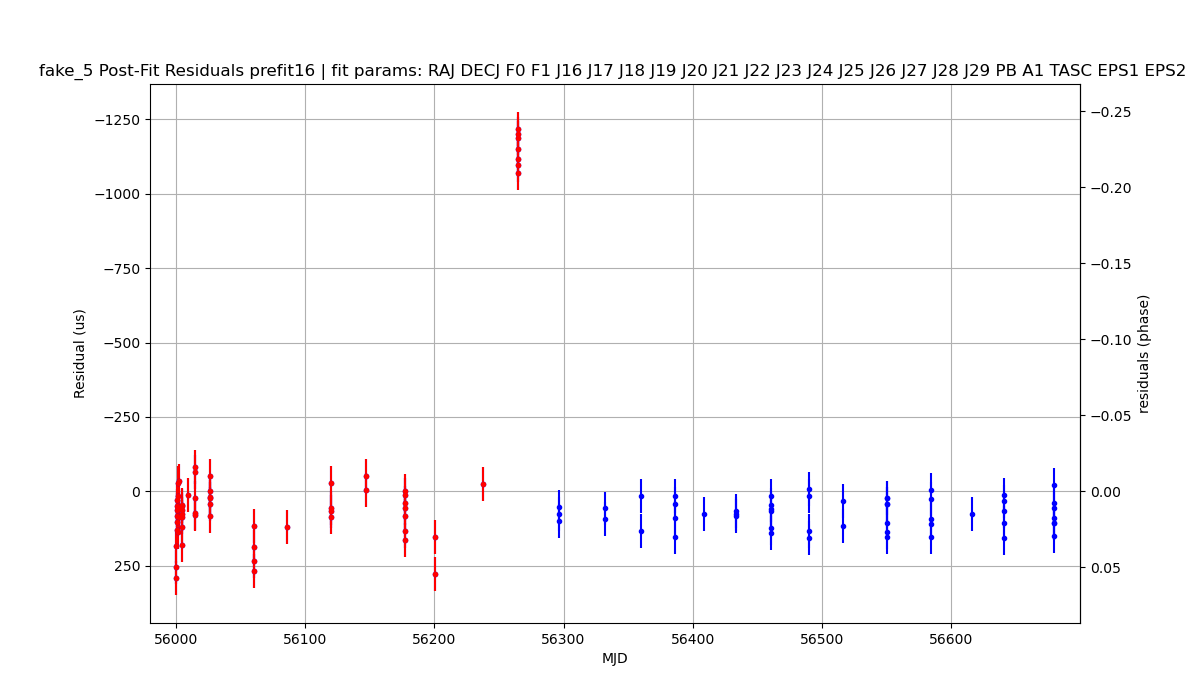 fake_5 Post-Fit Residuals prefit16 | fit params: RAJ DECJ F0 F1 J16 J17 J18 J19 J20 J21 J22 J23 J24 J25 J26 J27 J28 J29 PB A1 TASC EPS1 EPS2
−1250
−1000
−750
−500
−250
0
250
Residual (us)
−0.25
−0.20
−0.15
−0.10
−0.05
0.00
0.05
residuals (phase)
56000 56100 56200 56300 56400 56500 56600
MJD